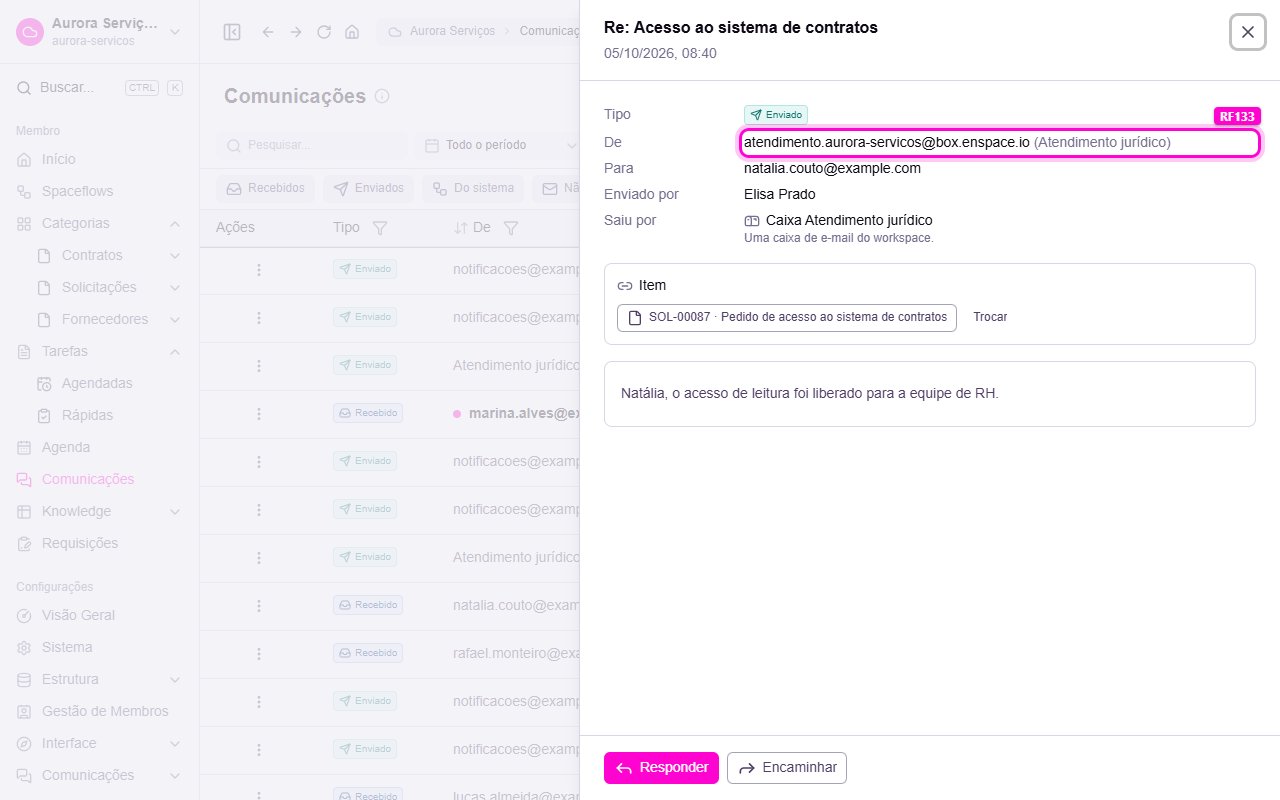 Aurora Serviç...
aurora-servicos
Buscar...
CTRL
K
Membro
Início
Spaceflows
Categorias
Contratos
Solicitações
Fornecedores
Tarefas
Agendadas
Rápidas
Agenda
Comunicações
Knowledge
Requisições
Configurações
Visão Geral
Sistema
Estrutura
Gestão de Membros
Interface
Comunicações
Aurora Serviços
Comunicaç
Comunicações
Pesquisar...
Todo o período
Recebidos
Enviados
Do sistema
Nã
Ações
Tipo
De
Enviado
notificacoes@examp
Enviado
notificacoes@examp
Enviado
Atendimento jurídico
Recebido
marina.alves@ex
Enviado
notificacoes@examp
Enviado
notificacoes@examp
Enviado
Atendimento jurídico
Recebido
natalia.couto@exam
Recebido
rafael.monteiro@exa
Enviado
notificacoes@examp
Enviado
notificacoes@examp
Recebido
lucas.almeida@exam
Re: Acesso ao sistema de contratos
05/10/2026, 08:40
Tipo
Enviado
RF133
De
atendimento.aurora-servicos@box.enspace.io (Atendimento jurídico)
Para
natalia.couto@example.com
Enviado por
Elisa Prado
Saiu por
Caixa Atendimento jurídico
Uma caixa de e-mail do workspace.
Item
SOL-00087 · Pedido de acesso ao sistema de contratos
Trocar
Natália, o acesso de leitura foi liberado para a equipe de RH.
Responder
Encaminhar